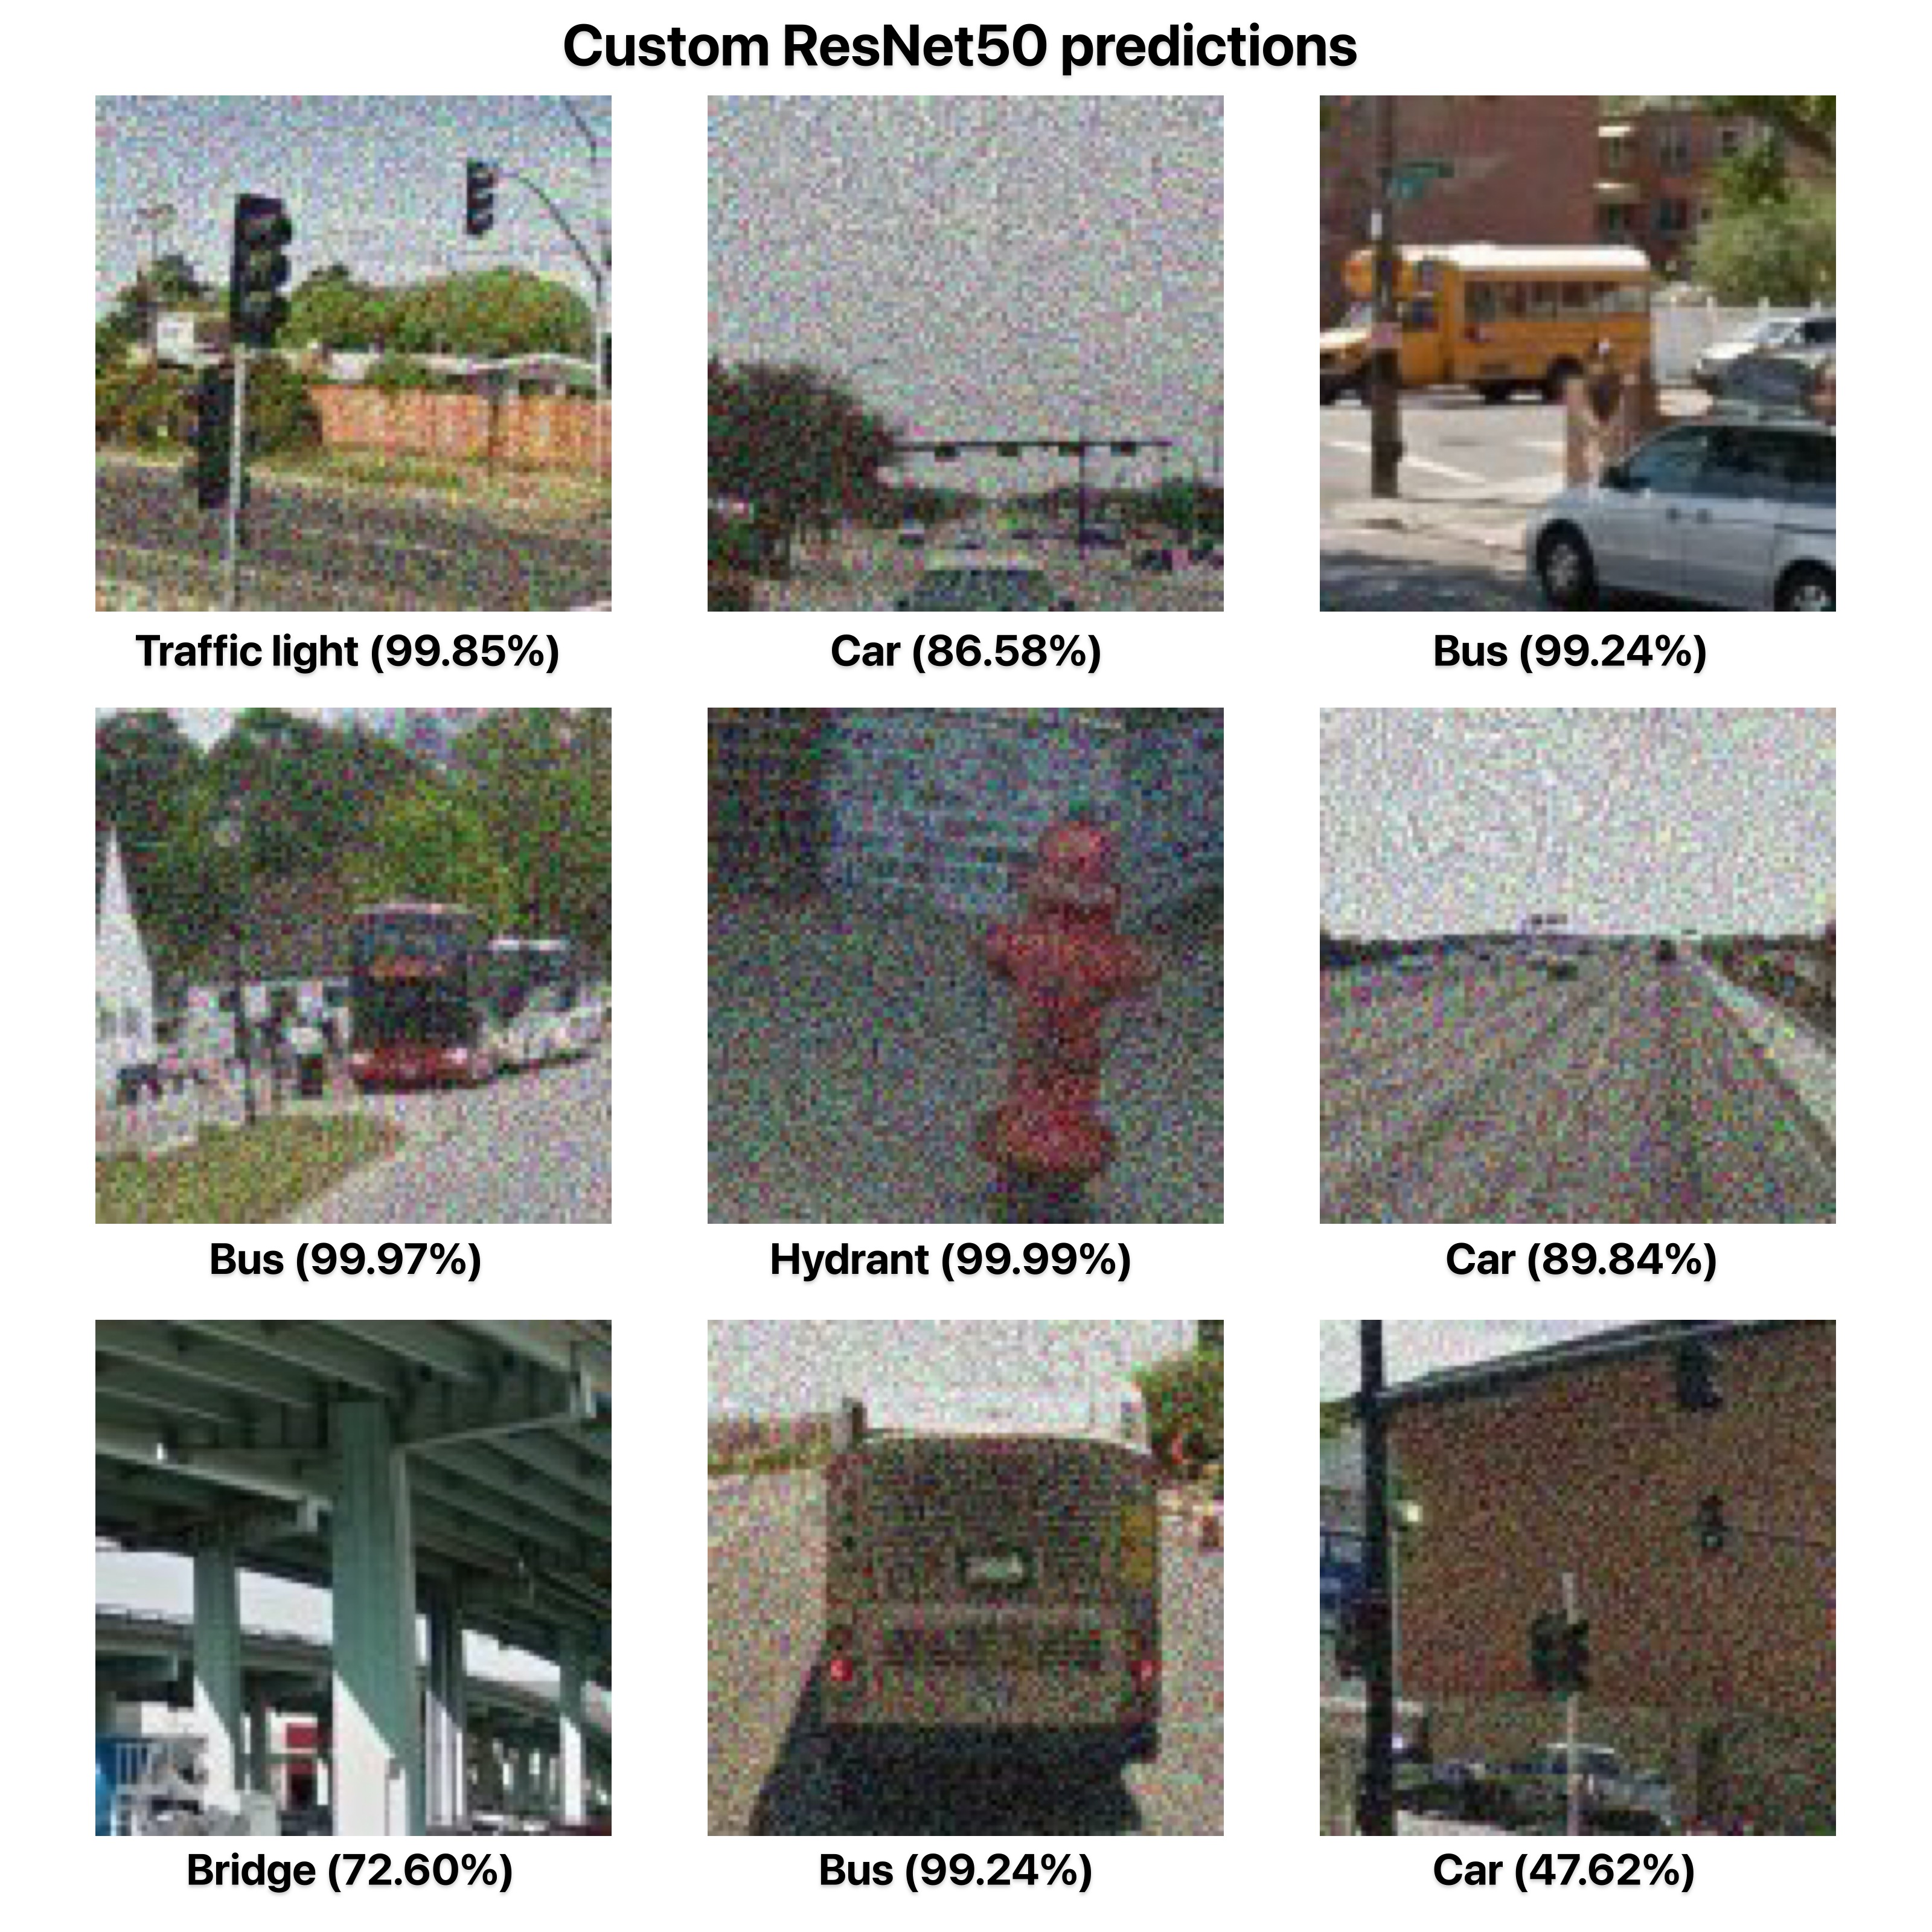 Custom ResNet50 predictions
Traffic light (99.85%)
Car (86.58%)
Bus (99.24%)
Bus (99.97%)
Hydrant (99.99%)
Car (89.84%)
Bridge (72.60%)
Bus (99.24%)
Car (47.62%)